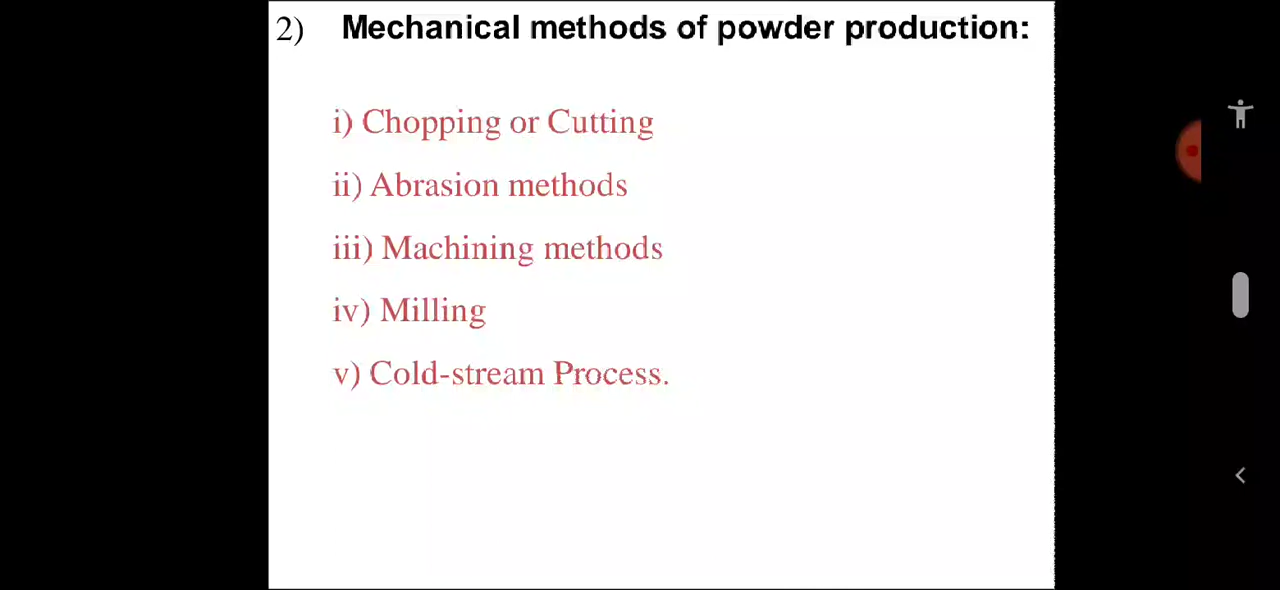 2) Mechanical methods of powder production:
i) Chopping or Cutting
ii) Abrasion methods
iii) Machining methods
iv) Milling
v) Cold-stream Process.